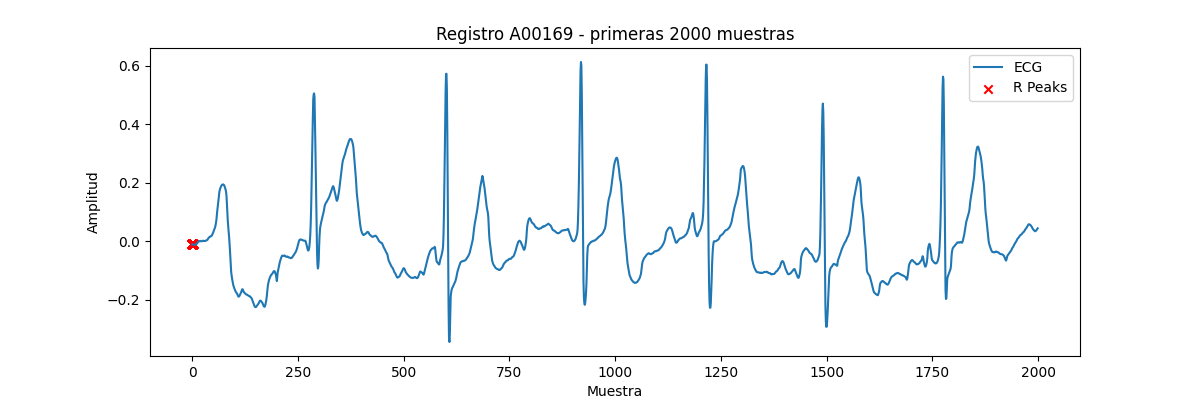 Registro A00169 - primeras 2000 muestras
ECG
R Peaks
Amplitud
0.6
0.4
0.2
0.0
−0.2
0 250 500 750 1000 1250 1500 1750 2000
Muestra